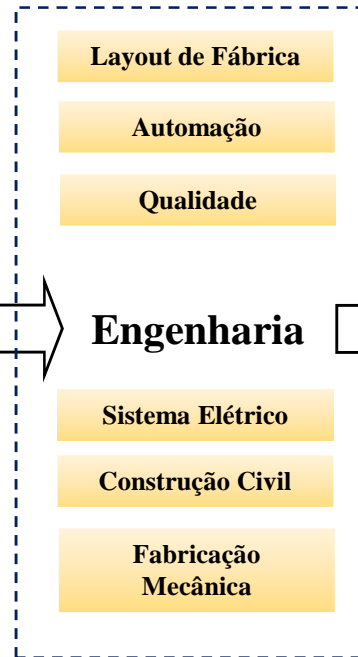 Layout de Fábrica
Automação
Qualidade
Engenharia
Sistema Elétrico
Construção Civil
Fabricação
Mecânica